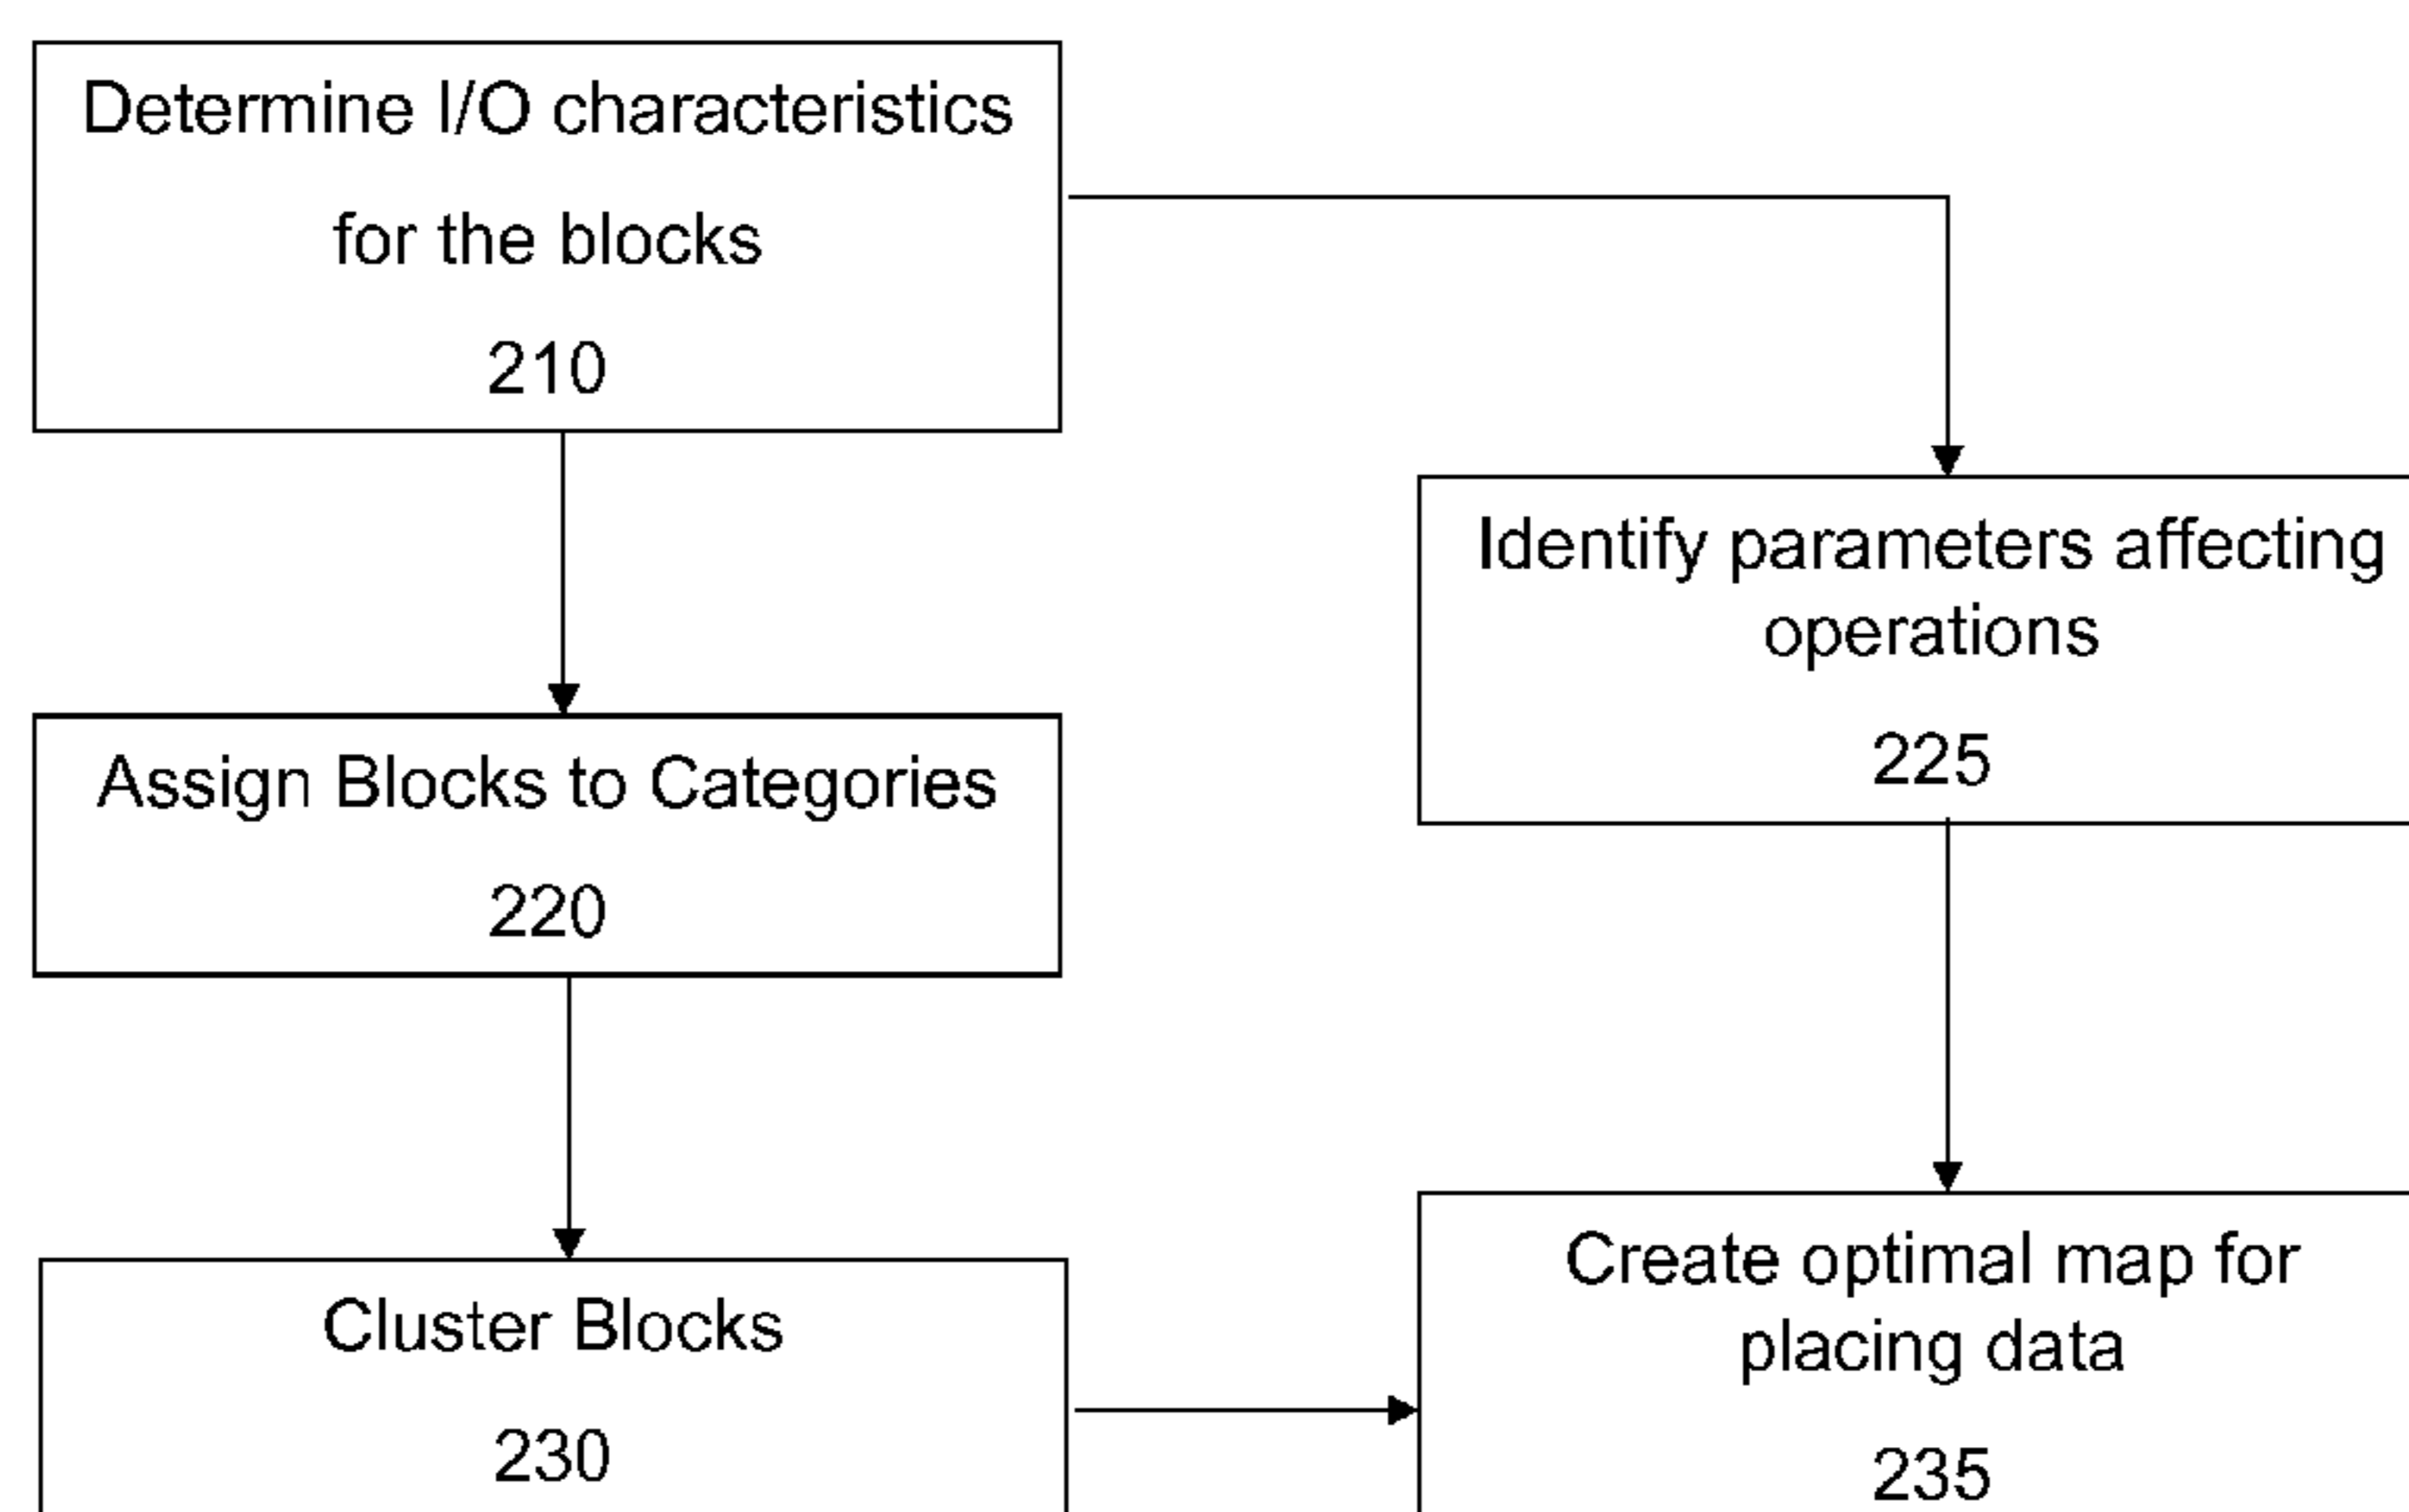 Determine I/O characteristics
for the blocks
210
Identify parameters affecting
operations
225
Assign Blocks to Categories
220
Cluster Blocks
230
Create optimal map for
placing data
235